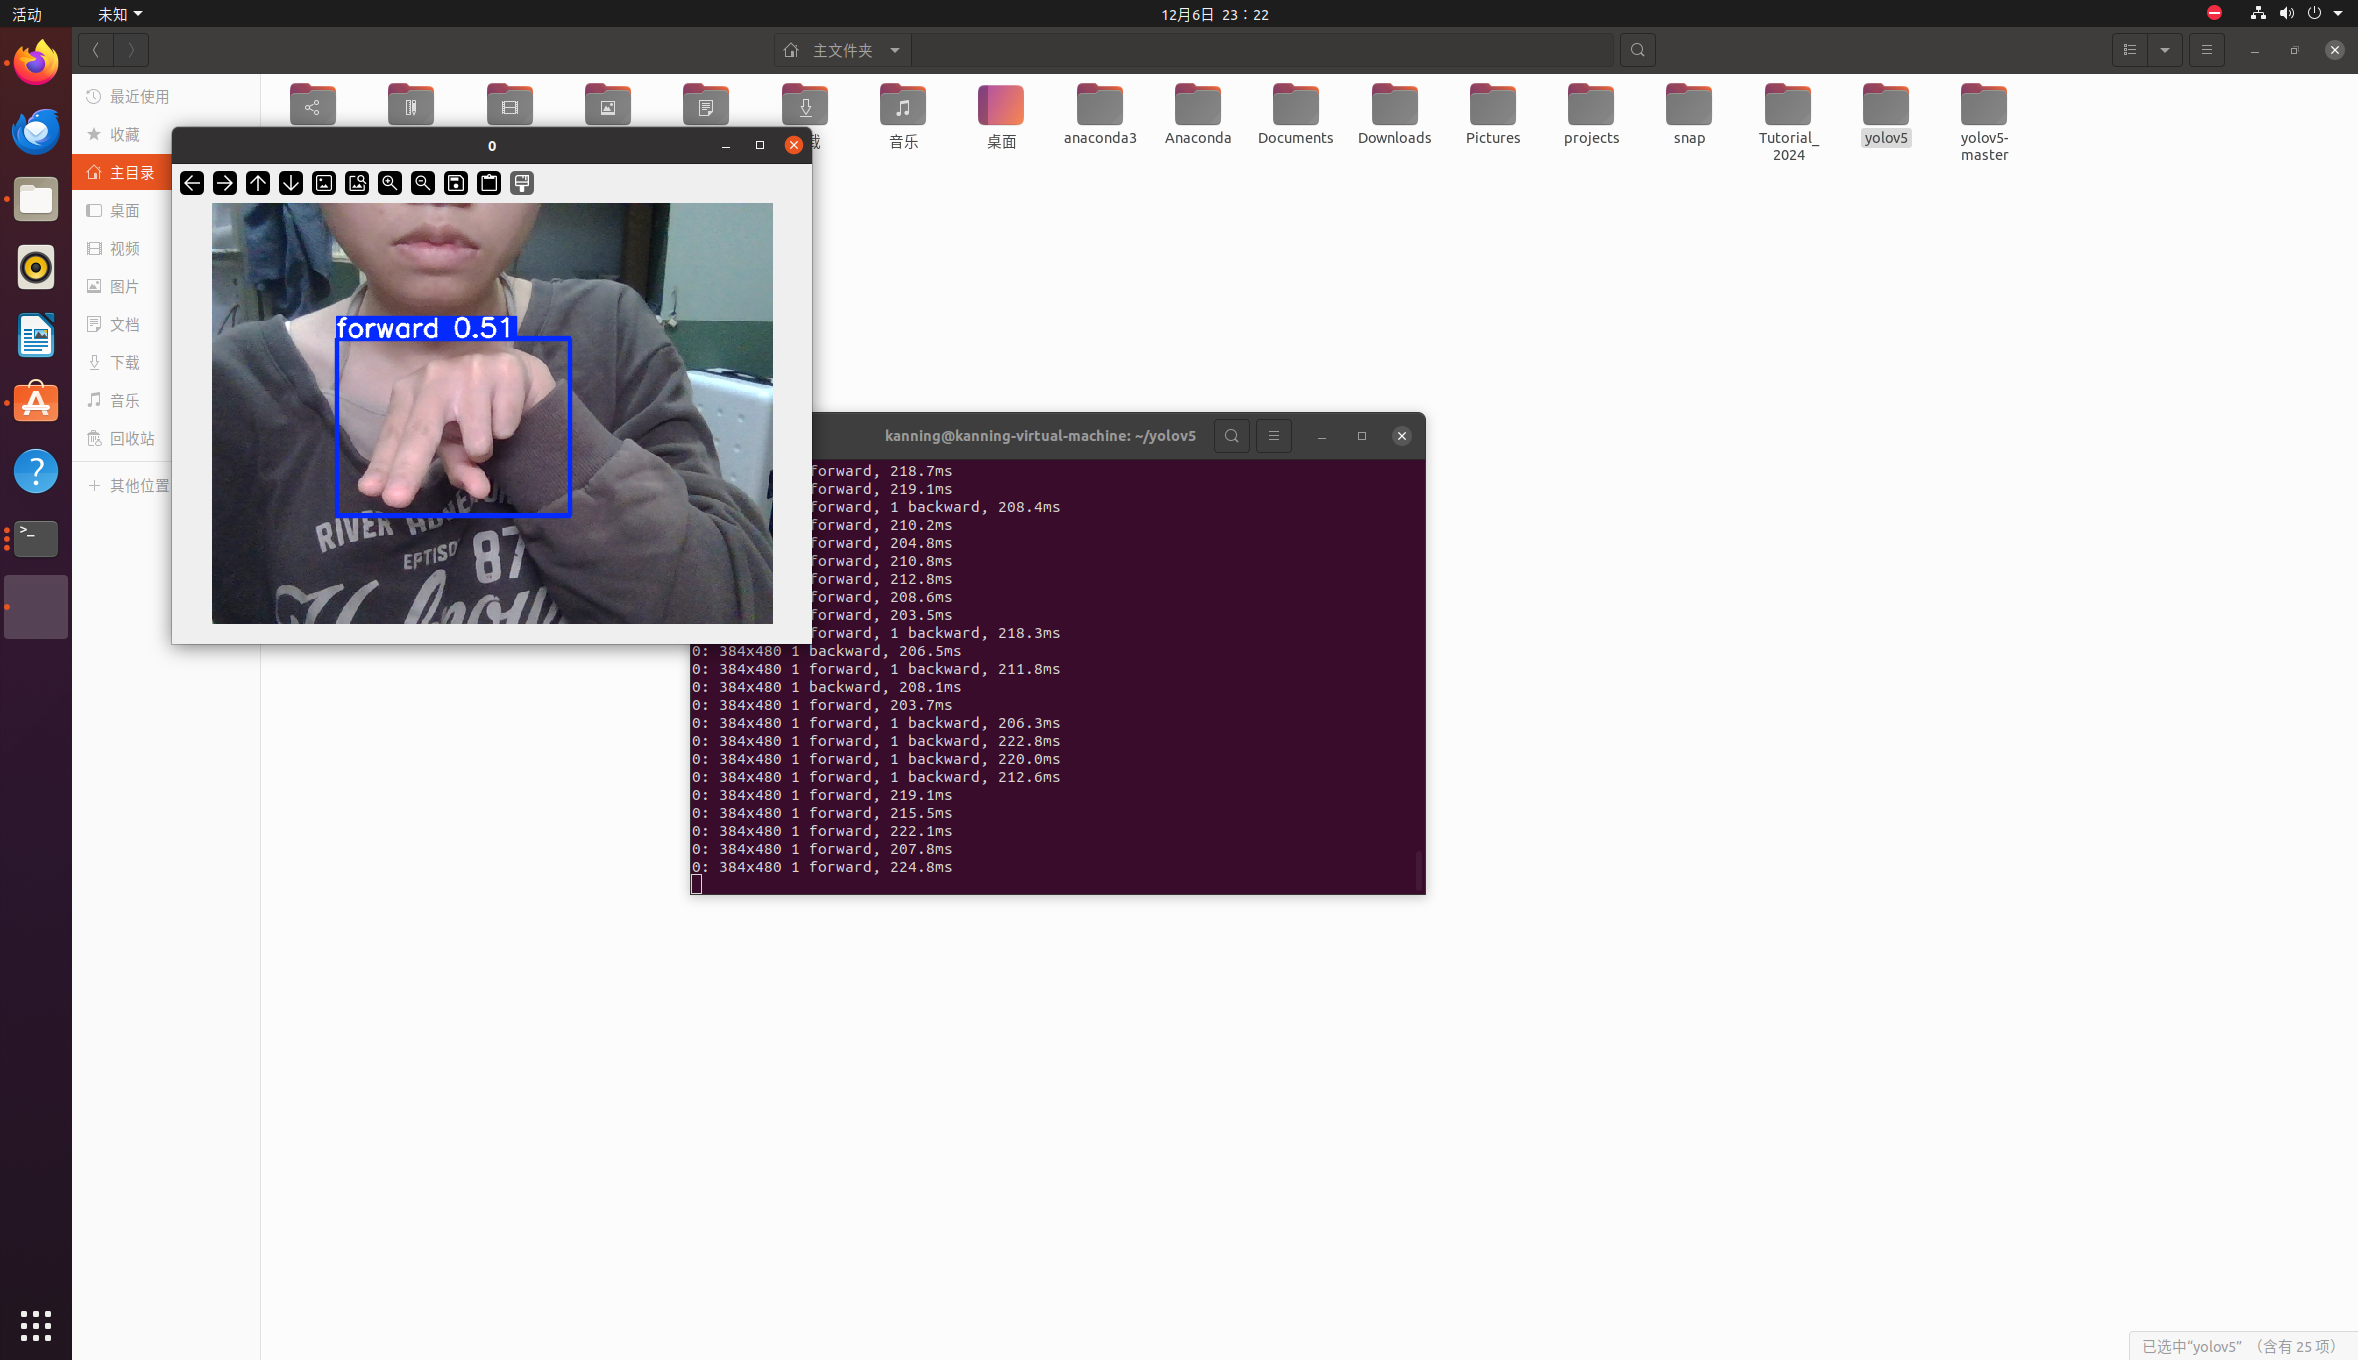 活动
未知
12月6日 23：22
主文件夹
最近使用
收藏
主目录
桌面
视频
图片
文档
下载
音乐
回收站
其他位置
载
音乐
桌面
anaconda3
Anaconda
Documents
Downloads
Pictures
projects
snap
Tutorial_
2024
yolov5
yolov5-
master
0
forward 0.51
RIVER
87
kanning@kanning-virtual-machine: ~/yolov5
forward, 218.7ms
forward, 219.1ms
forward, 1 backward, 208.4ms
forward, 210.2ms
forward, 204.8ms
forward, 210.8ms
forward, 212.8ms
forward, 208.6ms
forward, 203.5ms
forward, 1 backward, 218.3ms
0: 384x480 1 backward, 206.5ms
0: 384x480 1 forward, 1 backward, 211.8ms
0: 384x480 1 backward, 208.1ms
0: 384x480 1 forward, 203.7ms
0: 384x480 1 forward, 1 backward, 206.3ms
0: 384x480 1 forward, 1 backward, 222.8ms
0: 384x480 1 forward, 1 backward, 220.0ms
0: 384x480 1 forward, 1 backward, 212.6ms
0: 384x480 1 forward, 219.1ms
0: 384x480 1 forward, 215.5ms
0: 384x480 1 forward, 222.1ms
0: 384x480 1 forward, 207.8ms
0: 384x480 1 forward, 224.8ms
已选中“yolov5” （含有 25 项）